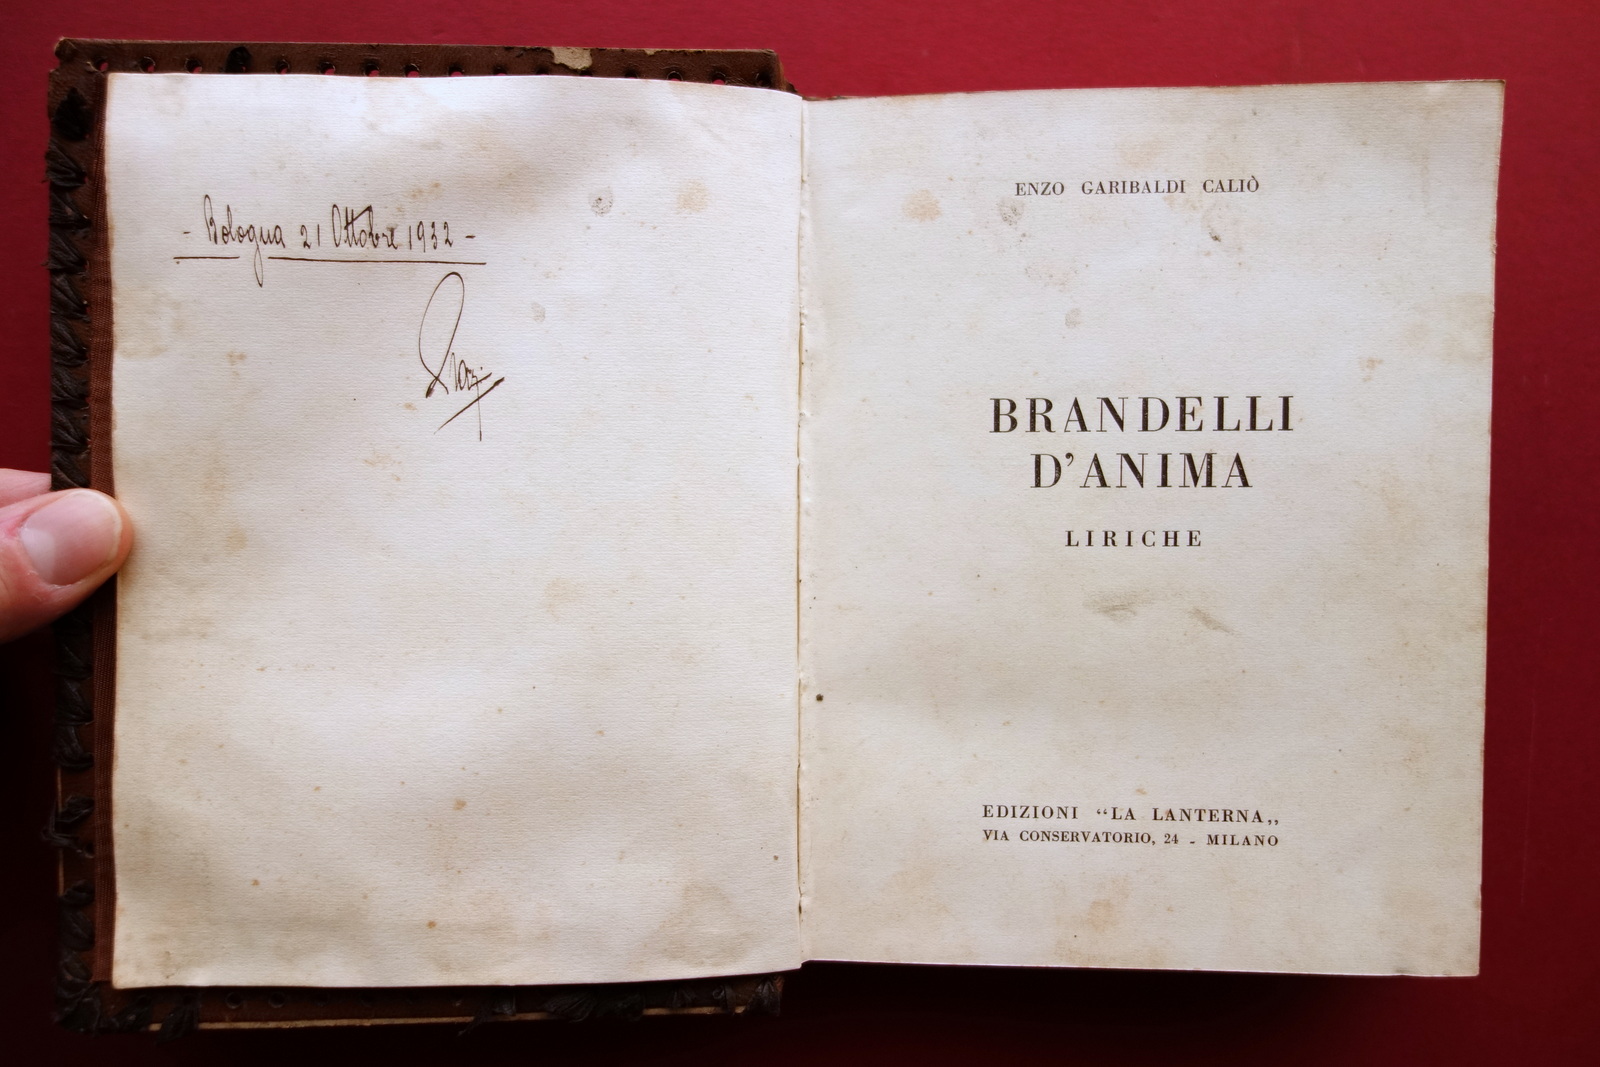 - Bologna 21 Ottobre 1932 -
ENZO GARIBALDI CALIÒ
BRANDELLI
D'ANIMA
LIRICHE
EDIZIONI “LA LANTERNA„
VIA CONSERVATORIO, 24 - MILANO